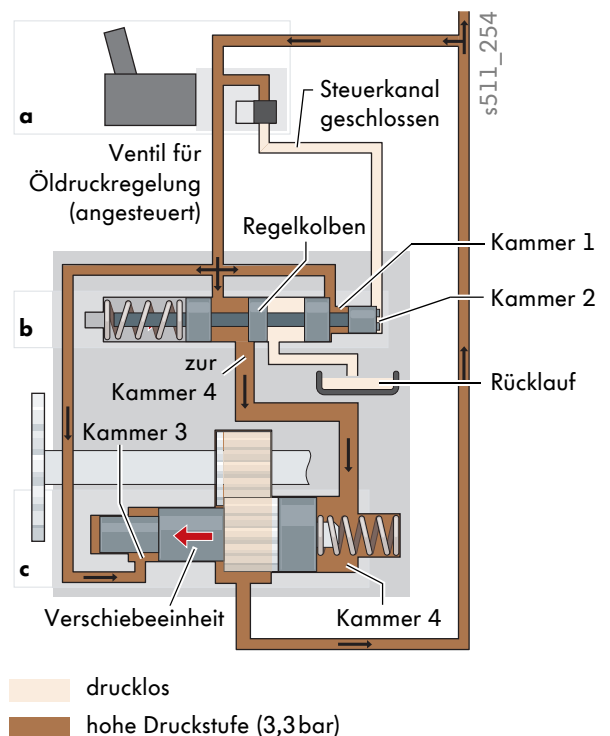 s511_254
a
Steuerkanal
geschlossen
Ventil für
Öldruckregelung
(angesteuert)
Regelkolben
Kammer 1
Kammer 2
b
zur
Kammer 4
Rücklauf
Kammer 3
c
Verschiebeeinheit
Kammer 4
drucklos
hohe Druckstufe (3,3 bar)